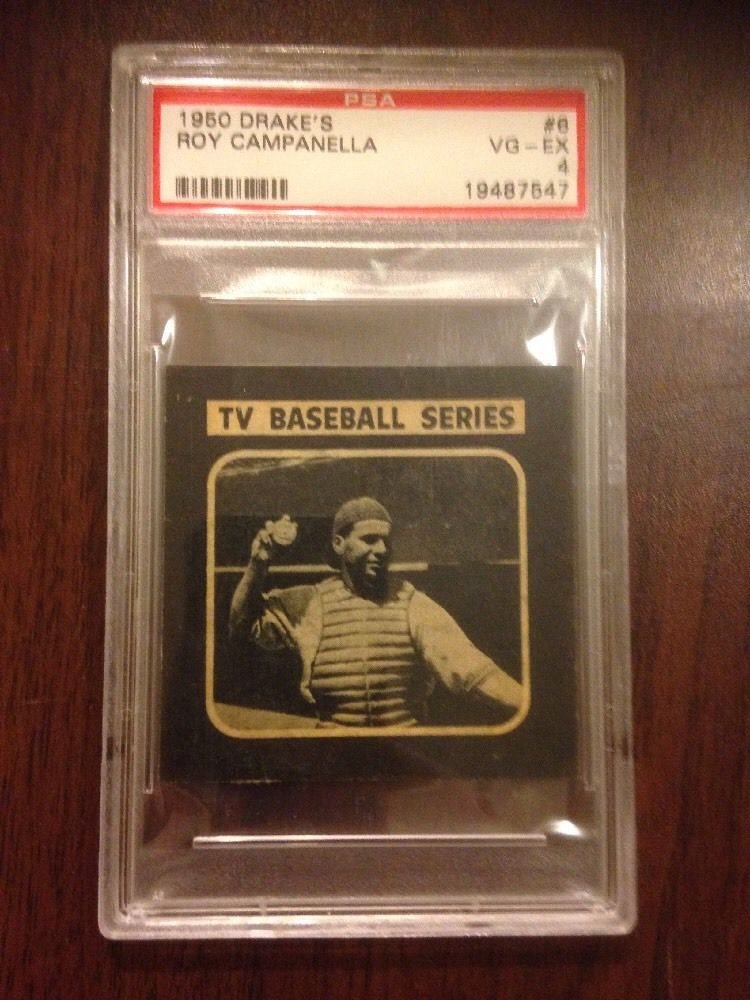 PSA
1950 DRAKE'S #6
ROY CAMPANELLA VG-EX
4
19487547
TV BASEBALL SERIES